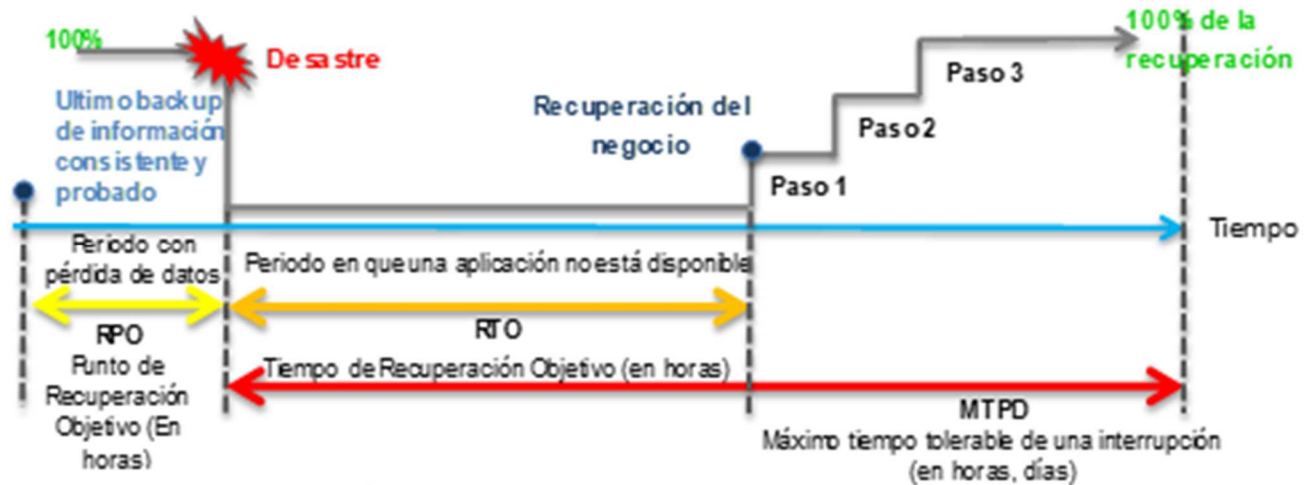 100%
Desastre
Ultimo backup
de información
consistente y
probado
Recuperación del
negocio
Paso 1
Paso 2
Paso 3
100% de la
recuperación
Tiempo
Periodo con
pérdida de datos
Periodo en que una aplicación no está disponible
RPO
Punto de
Recuperación
Objetivo (En
horas)
RTO
Tiempo de Recuperación Objetivo (en horas)
MTPD
Máximo tiempo tolerable de una interrupción
(en horas, días)